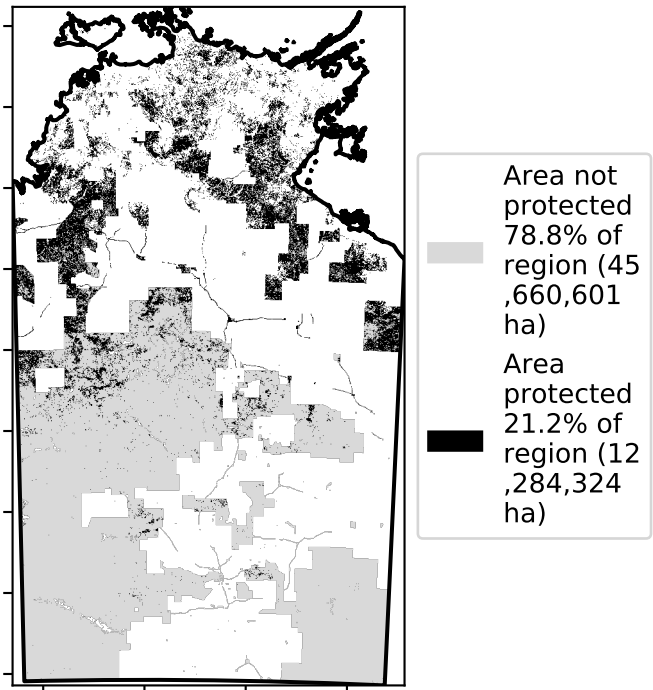 Area not
protected
78.8% of
region (45
,660,601
ha)
Area
protected
21.2% of
region (12
,284,324
ha)